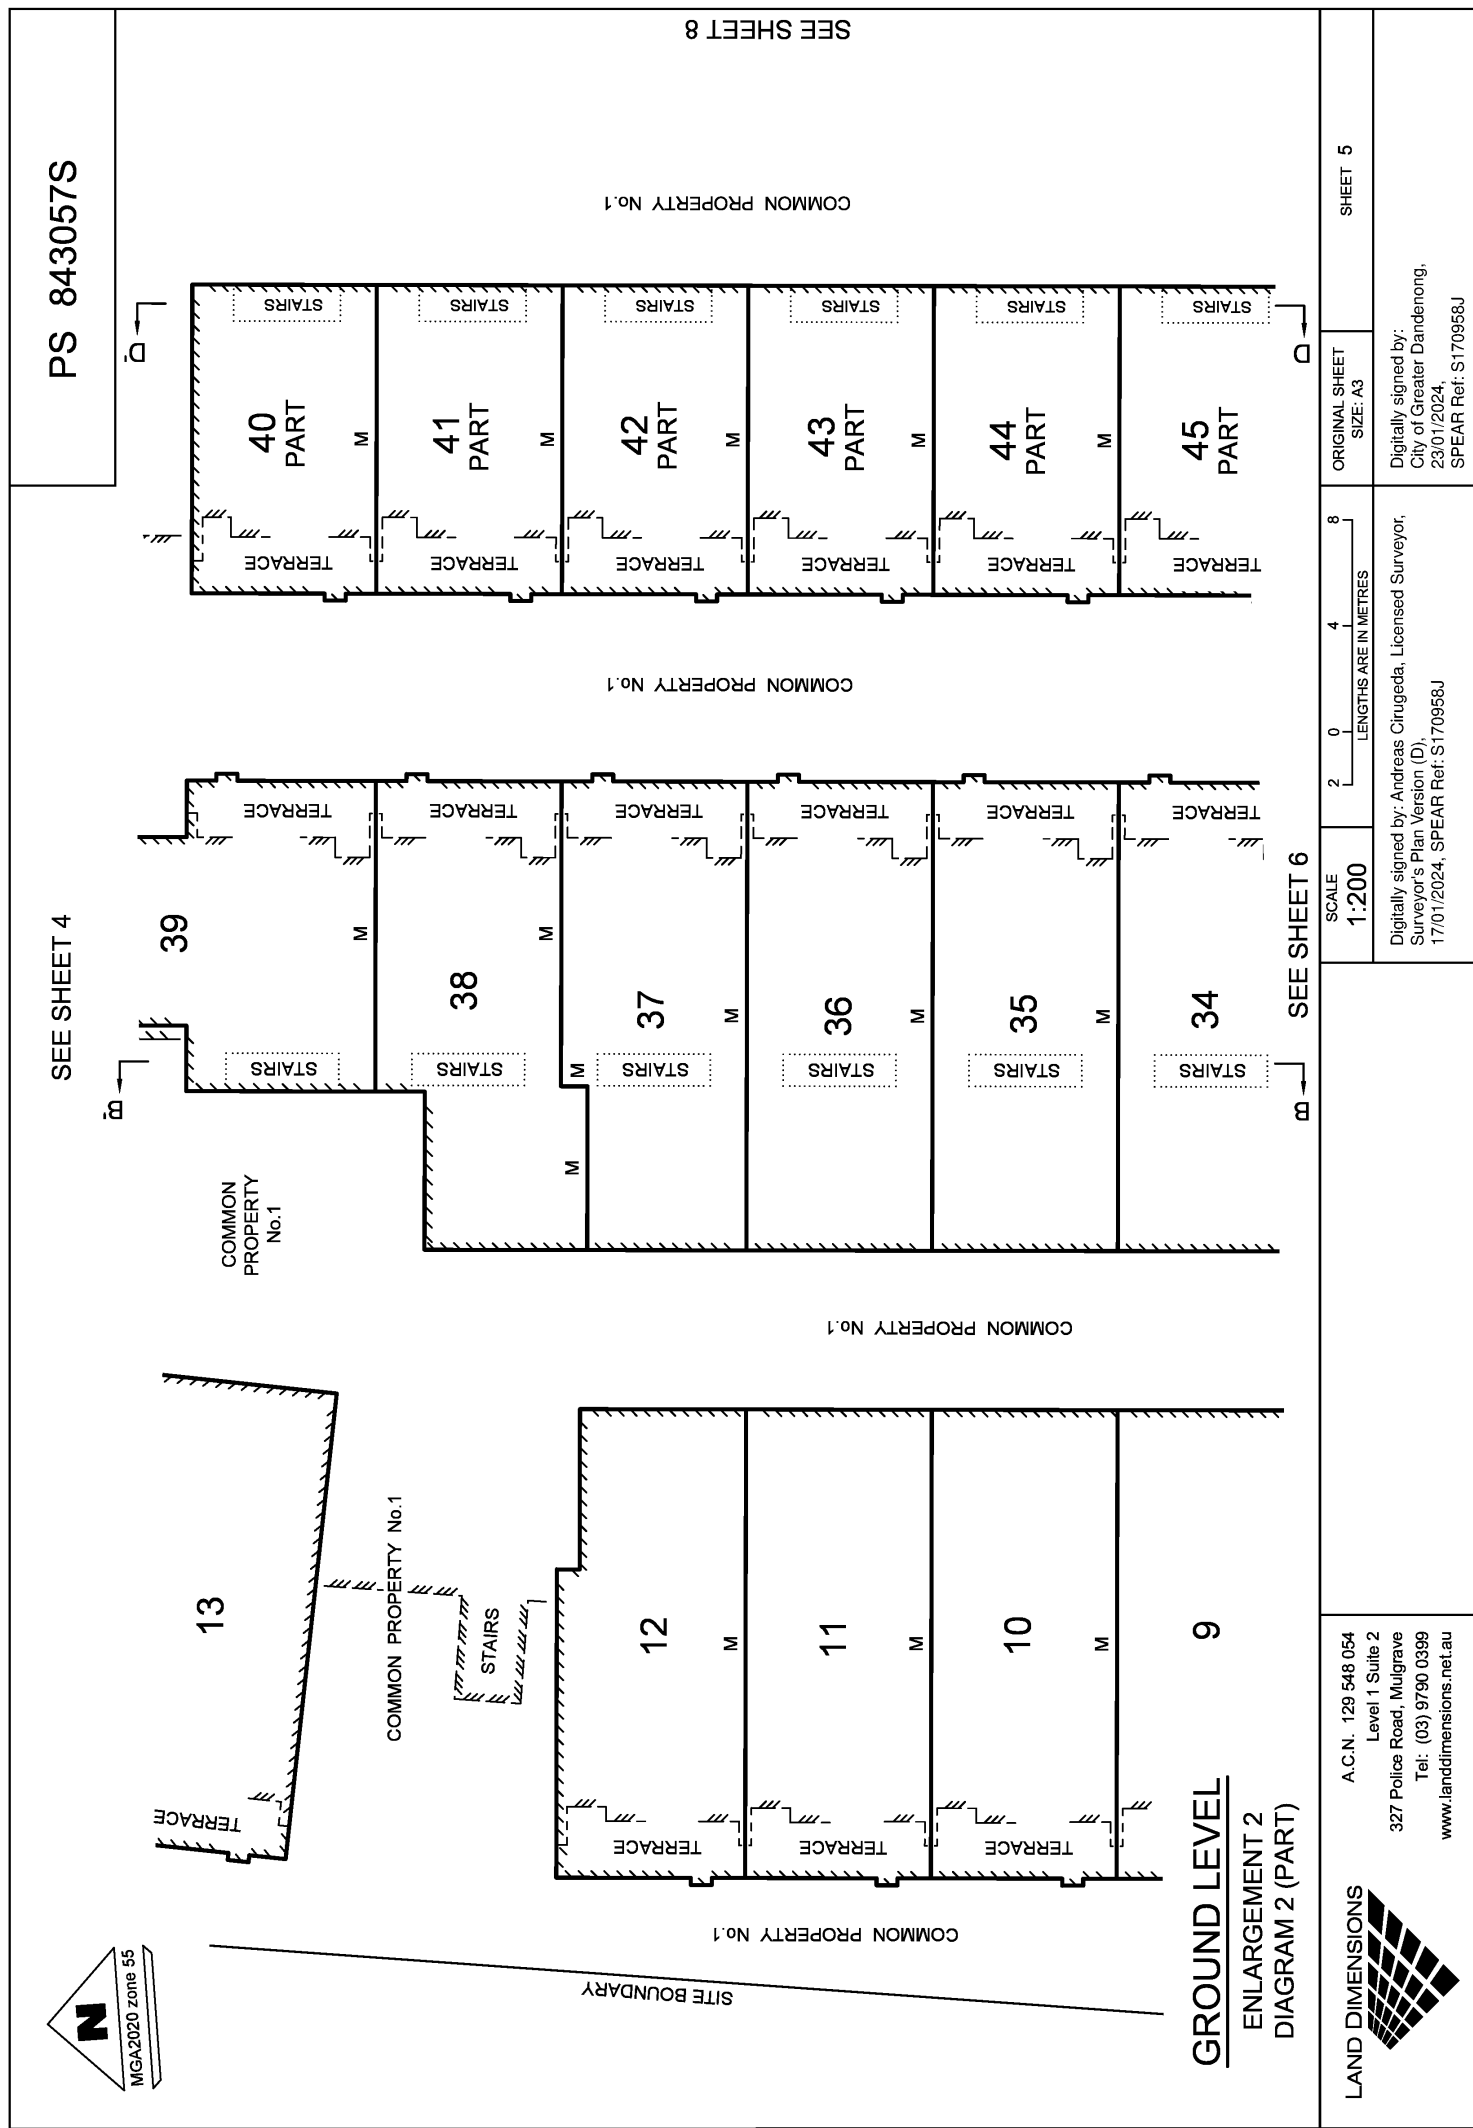 MGA2020 zone 55
N
SEE SHEET 4
PS 843057S
B'
D'
13
TERRACE
COMMON
PROPERTY
No.1
39
TERRACE
STAIRS
M
40
PART
TERRACE
STAIRS
M
COMMON PROPERTY No.1
STAIRS
38
TERRACE
STAIRS
M
M
M
41
PART
TERRACE
STAIRS
M
12
TERRACE
M
37
TERRACE
STAIRS
M
42
PART
TERRACE
STAIRS
M
11
TERRACE
M
36
TERRACE
STAIRS
M
43
PART
TERRACE
STAIRS
M
10
TERRACE
M
35
TERRACE
STAIRS
M
44
PART
TERRACE
STAIRS
M
9
34
TERRACE
STAIRS
45
PART
TERRACE
STAIRS
SITE BOUNDARY
COMMON PROPERTY No.1
COMMON PROPERTY No.1
COMMON PROPERTY No.1
COMMON PROPERTY No.1
SEE SHEET 8
B
D
GROUND LEVEL
ENLARGEMENT 2
DIAGRAM 2 (PART)
SEE SHEET 6
LAND DIMENSIONS
A.C.N. 129 548 054
Level 1 Suite 2
327 Police Road, Mulgrave
Tel: (03) 9790 0399
www.landdimensions.net.au
SCALE
1:200
2 0 4 8
LENGTHS ARE IN METRES
ORIGINAL SHEET
SIZE: A3
SHEET 5
Digitally signed by: Andreas Cirugeda, Licensed Surveyor,
Surveyor's Plan Version (D),
17/01/2024, SPEAR Ref: S170958J
Digitally signed by:
City of Greater Dandenong,
23/01/2024,
SPEAR Ref: S170958J